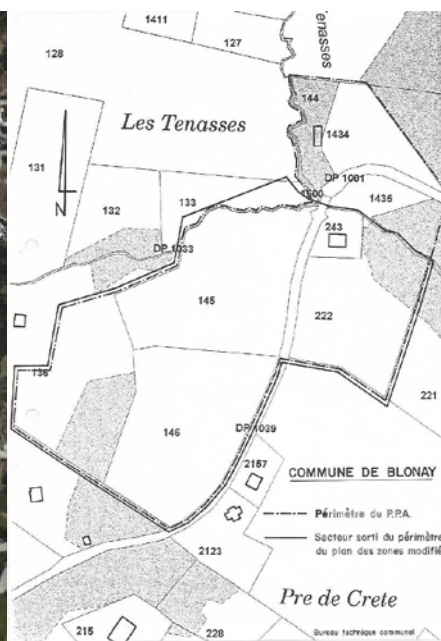 1411
127
128
Tenasses
Les Tenasses
144
1434
131
DP 1001
132
133
1500
1435
243
DP 1033
145
222
136
221
146
DP 1039
2157
COMMUNE DE BLONAY
Périmètre du P.P.A.
Secteur sorti du périmètre
du plan des zones modifié
2123
Pre de Crete
215
228
Bureau technique communal